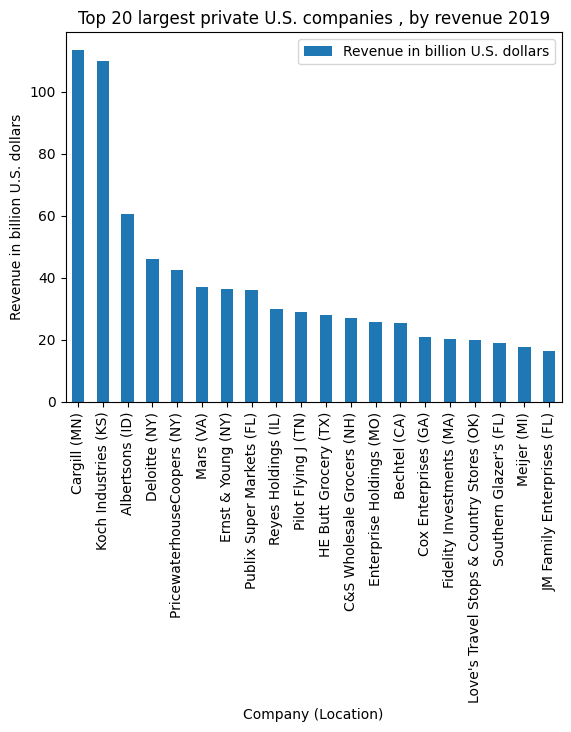 Top 20 largest private U.S. companies , by revenue 2019
Revenue in billion U.S. dollars
Revenue in billion U.S. dollars
100
80
60
40
20
0
Cargill (MN)
Koch Industries (KS)
Albertsons (ID)
Deloitte (NY)
PricewaterhouseCoopers (NY)
Mars (VA)
Ernst & Young (NY)
Publix Super Markets (FL)
Reyes Holdings (IL)
Pilot Flying J (TN)
HE Butt Grocery (TX)
C&S Wholesale Grocers (NH)
Enterprise Holdings (MO)
Bechtel (CA)
Cox Enterprises (GA)
Fidelity Investments (MA)
Love's Travel Stops & Country Stores (OK)
Southern Glazer's (FL)
Meijer (MI)
JM Family Enterprises (FL)
Company (Location)